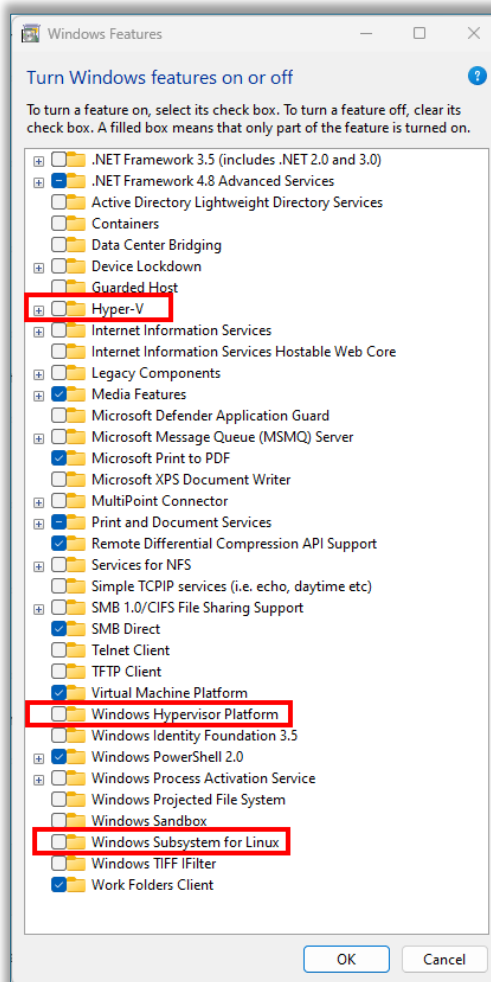 Windows Features
Turn Windows features on or off
To turn a feature on, select its check box. To turn a feature off, clear its
check box. A filled box means that only part of the feature is turned on.
.NET Framework 3.5 (includes .NET 2.0 and 3.0)
.NET Framework 4.8 Advanced Services
Active Directory Lightweight Directory Services
Containers
Data Center Bridging
Device Lockdown
Guarded Host
Hyper-V
Internet Information Services
Internet Information Services Hostable Web Core
Legacy Components
Media Features
Microsoft Defender Application Guard
Microsoft Message Queue (MSMQ) Server
Microsoft Print to PDF
Microsoft XPS Document Writer
MultiPoint Connector
Print and Document Services
Remote Differential Compression API Support
Services for NFS
Simple TCPIP services (i.e. echo, daytime etc)
SMB 1.0/CIFS File Sharing Support
SMB Direct
Telnet Client
TFTP Client
Virtual Machine Platform
Windows Hypervisor Platform
Windows Identity Foundation 3.5
Windows PowerShell 2.0
Windows Process Activation Service
Windows Projected File System
Windows Sandbox
Windows Subsystem for Linux
Windows TIFF IFilter
Work Folders Client
OK Cancel